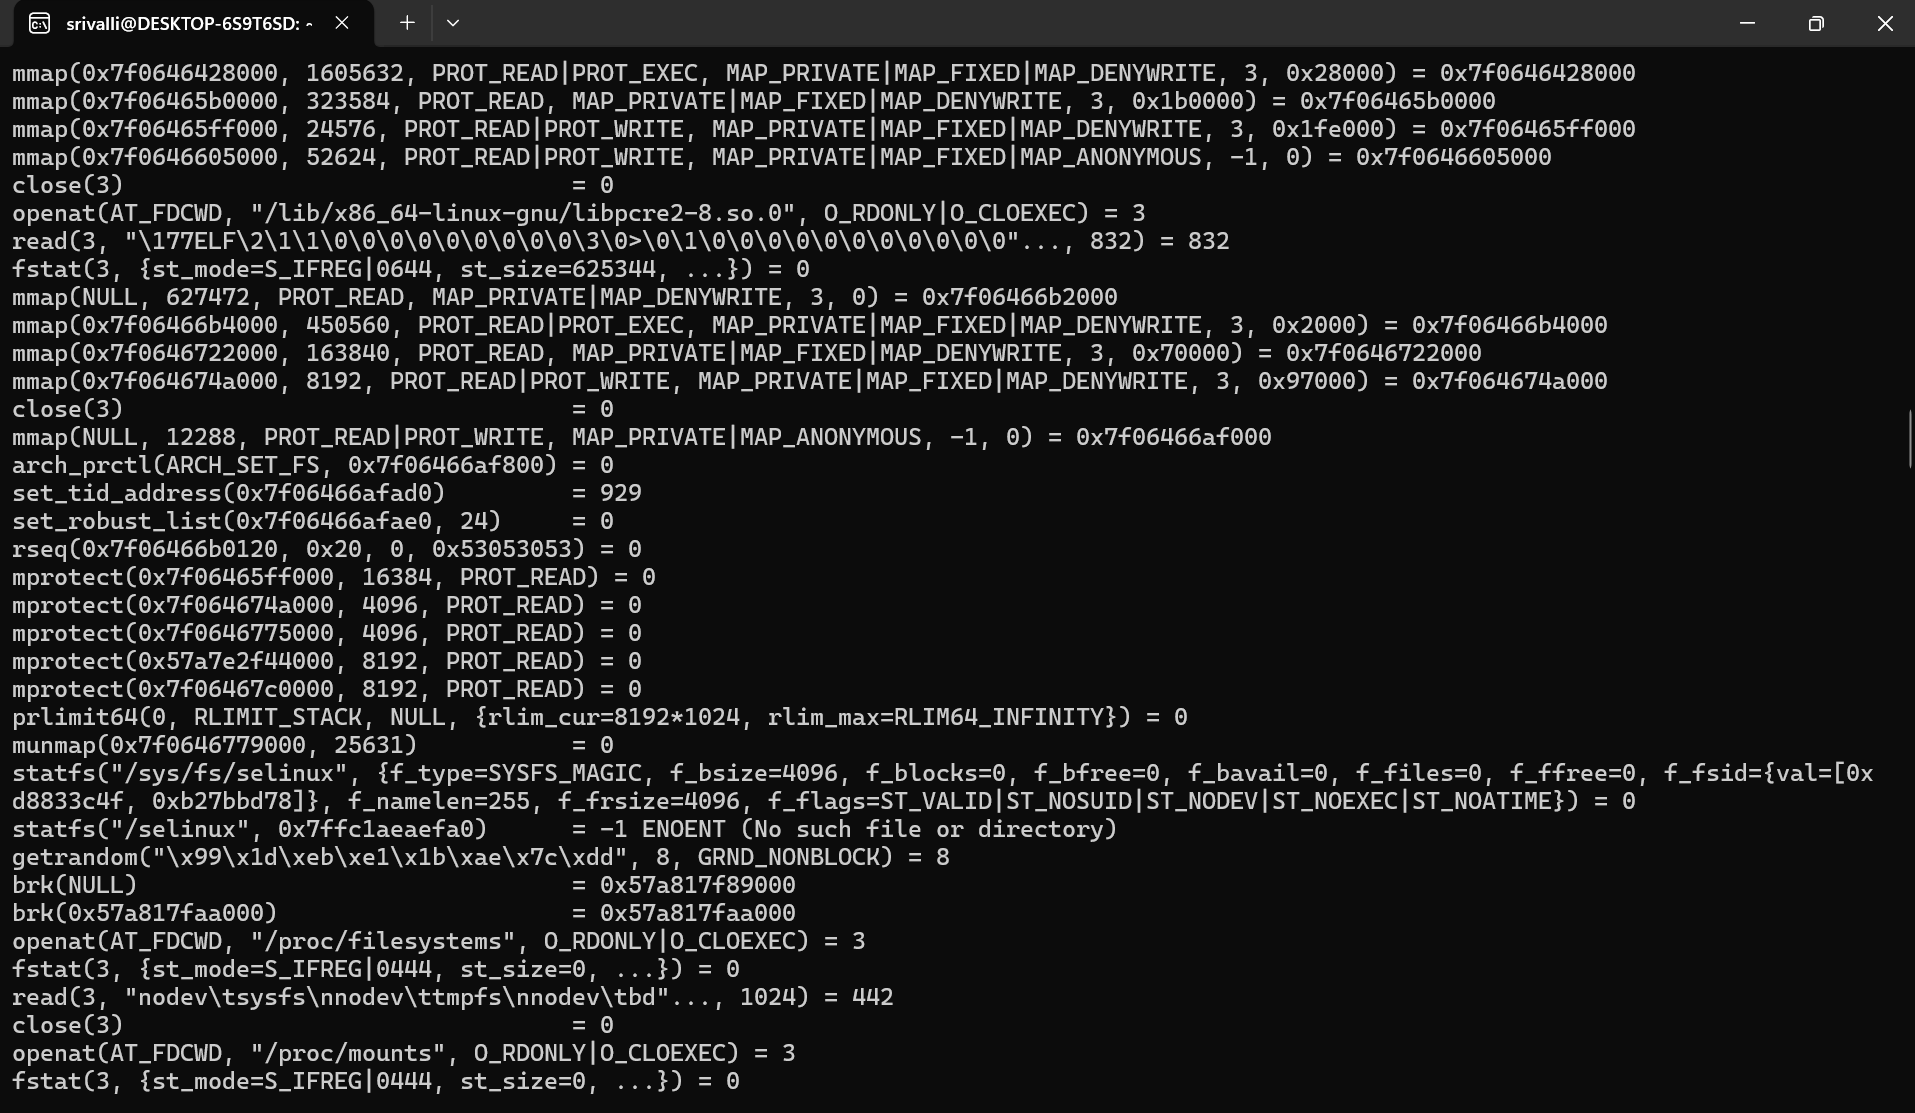 srivalli@DESKTOP-6S9T6SD: ~
mmap(0x7f0646428000, 1605632, PROT_READ|PROT_EXEC, MAP_PRIVATE|MAP_FIXED|MAP_DENYWRITE, 3, 0x28000) = 0x7f0646428000
mmap(0x7f06465b0000, 323584, PROT_READ, MAP_PRIVATE|MAP_FIXED|MAP_DENYWRITE, 3, 0x1b0000) = 0x7f06465b0000
mmap(0x7f06465ff000, 24576, PROT_READ|PROT_WRITE, MAP_PRIVATE|MAP_FIXED|MAP_DENYWRITE, 3, 0x1fe000) = 0x7f06465ff000
mmap(0x7f0646605000, 52624, PROT_READ|PROT_WRITE, MAP_PRIVATE|MAP_FIXED|MAP_ANONYMOUS, -1, 0) = 0x7f0646605000
close(3)                                = 0
openat(AT_FDCWD, "/lib/x86_64-linux-gnu/libpcre2-8.so.0", O_RDONLY|O_CLOEXEC) = 3
read(3, "\177ELF\2\1\1\0\0\0\0\0\0\0\0\0\3\0>\0\1\0\0\0\0\0\0\0\0\0\0\0"..., 832) = 832
fstat(3, {st_mode=S_IFREG|0644, st_size=625344, ...}) = 0
mmap(NULL, 627472, PROT_READ, MAP_PRIVATE|MAP_DENYWRITE, 3, 0) = 0x7f06466b2000
mmap(0x7f06466b4000, 450560, PROT_READ|PROT_EXEC, MAP_PRIVATE|MAP_FIXED|MAP_DENYWRITE, 3, 0x2000) = 0x7f06466b4000
mmap(0x7f0646722000, 163840, PROT_READ, MAP_PRIVATE|MAP_FIXED|MAP_DENYWRITE, 3, 0x70000) = 0x7f0646722000
mmap(0x7f064674a000, 8192, PROT_READ|PROT_WRITE, MAP_PRIVATE|MAP_FIXED|MAP_DENYWRITE, 3, 0x97000) = 0x7f064674a000
close(3)                                = 0
mmap(NULL, 12288, PROT_READ|PROT_WRITE, MAP_PRIVATE|MAP_ANONYMOUS, -1, 0) = 0x7f06466af000
arch_prctl(ARCH_SET_FS, 0x7f06466af800) = 0
set_tid_address(0x7f06466afad0)         = 929
set_robust_list(0x7f06466afae0, 24)     = 0
rseq(0x7f06466b0120, 0x20, 0, 0x53053053) = 0
mprotect(0x7f06465ff000, 16384, PROT_READ) = 0
mprotect(0x7f064674a000, 4096, PROT_READ) = 0
mprotect(0x7f0646775000, 4096, PROT_READ) = 0
mprotect(0x57a7e2f44000, 8192, PROT_READ) = 0
mprotect(0x7f06467c0000, 8192, PROT_READ) = 0
prlimit64(0, RLIMIT_STACK, NULL, {rlim_cur=8192*1024, rlim_max=RLIM64_INFINITY}) = 0
munmap(0x7f0646779000, 25631)           = 0
statfs("/sys/fs/selinux", {f_type=SYSFS_MAGIC, f_bsize=4096, f_blocks=0, f_bfree=0, f_bavail=0, f_files=0, f_ffree=0, f_fsid={val=[0x
d8833c4f, 0xb27bbd78]}, f_namelen=255, f_frsize=4096, f_flags=ST_VALID|ST_NOSUID|ST_NODEV|ST_NOEXEC|ST_NOATIME}) = 0
statfs("/selinux", 0x7ffc1aeaefa0)      = -1 ENOENT (No such file or directory)
getrandom("\x99\x1d\xeb\xe1\x1b\xae\x7c\xdd", 8, GRND_NONBLOCK) = 8
brk(NULL)                               = 0x57a817f89000
brk(0x57a817faa000)                     = 0x57a817faa000
openat(AT_FDCWD, "/proc/filesystems", O_RDONLY|O_CLOEXEC) = 3
fstat(3, {st_mode=S_IFREG|0444, st_size=0, ...}) = 0
read(3, "nodev\tsysfs\nnodev\ttmpfs\nnodev\tbd"..., 1024) = 442
close(3)                                = 0
openat(AT_FDCWD, "/proc/mounts", O_RDONLY|O_CLOEXEC) = 3
fstat(3, {st_mode=S_IFREG|0444, st_size=0, ...}) = 0